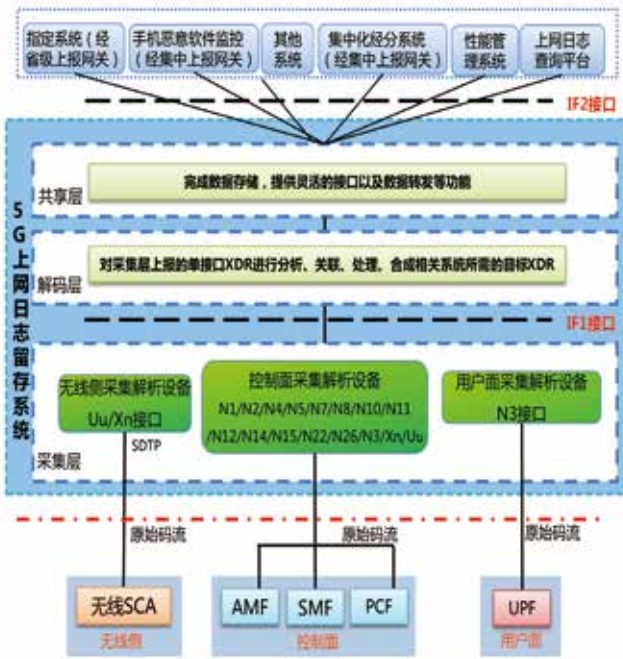 指定系统（经
省级上报网关）
手机恶意软件监控
（经集中上报网关）
其他
系统
集中化经分系统
（经集中上报网关）
性能管
理系统
上网日志
查询平台
IF2接口
5G上网日志留存系统
完成数据存储，提供灵活的接口以及数据转发等功能
共享层
对采集层上报的单接口XDR进行分析、关联、处理、合成相关系统所需的目标XDR
解码层
IF1接口
无线侧采集解析设备
Uu/Xn接口
控制面采集解析设备
N1/N2/N4/N5/N7/N8/N10/N11
/N12/N14/N15/N22/N26/N3/Xn/Uu
用户面采集解析设备
N3接口
SDTP
采集层
原始码流
原始码流
原始码流
无线SCA
AMF
SMF
PCF
UPF
无线侧
控制面
用户面